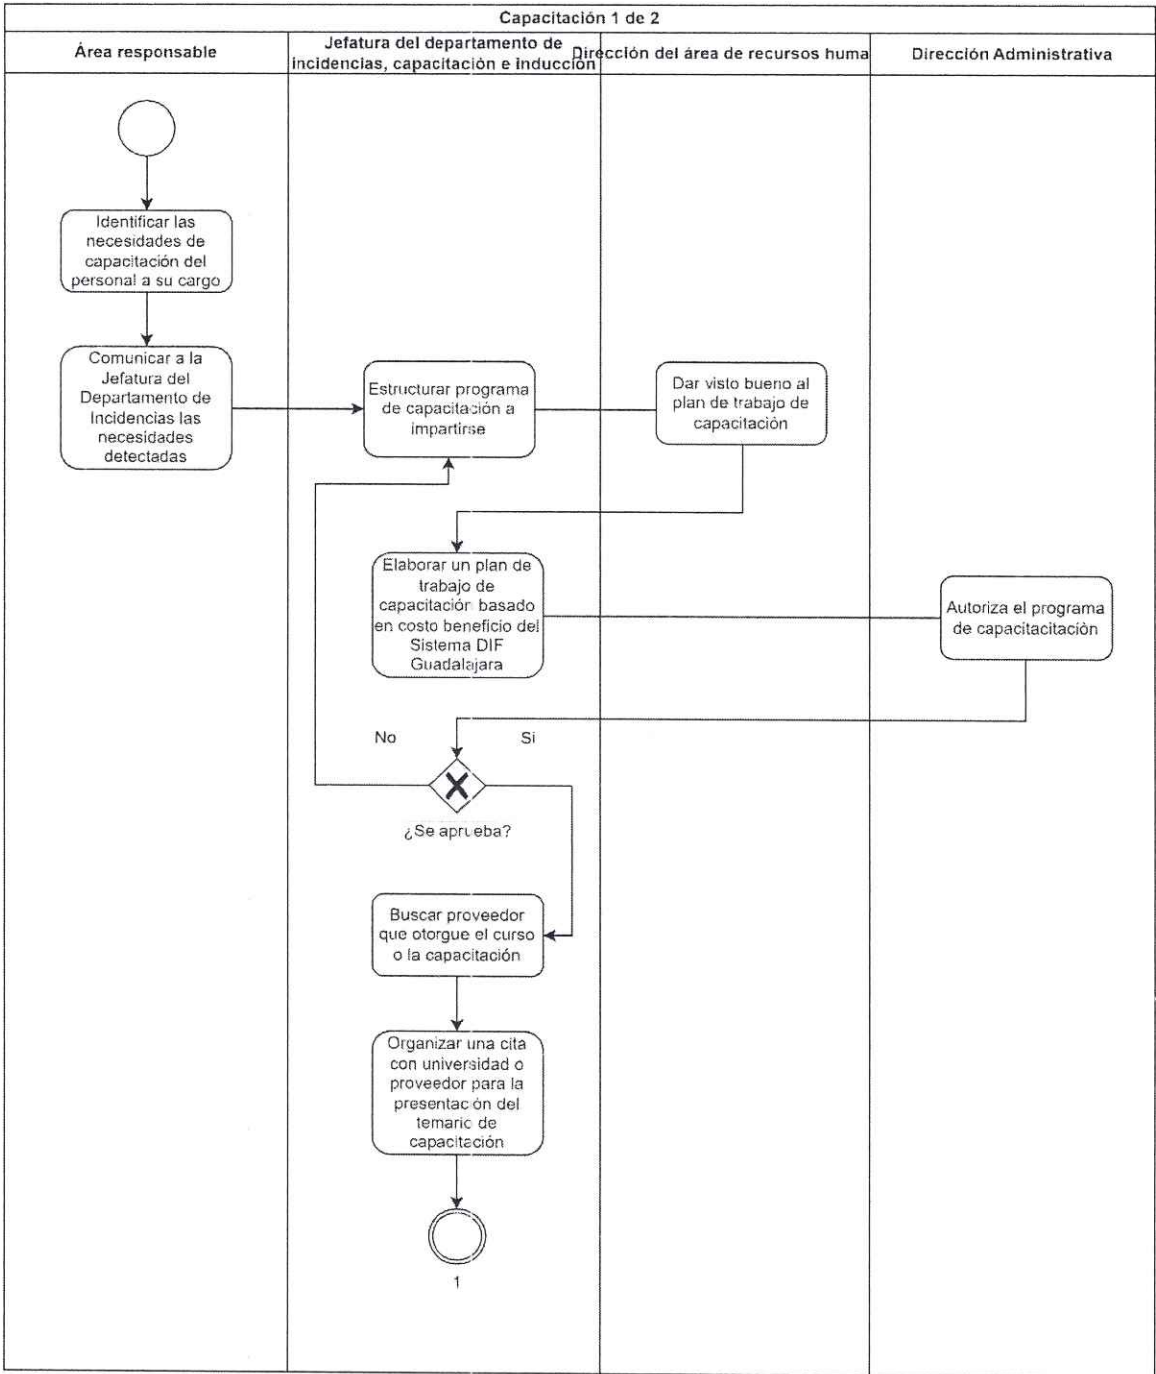 Capacitación 1 de 2
Área responsable
Jefatura del departamento de
incidencias, capacitación e inducción
Dirección del área de recursos huma
Dirección Administrativa
Identificar las
necesidades de
capacitación del
personal a su cargo
Comunicar a la
Jefatura del
Departamento de
Incidencias las
necesidades
detectadas
Estructurar programa
de capacitación a
impartirse
Dar visto bueno al
plan de trabajo de
capacitación
Elaborar un plan de
trabajo de
capacitación basado
en costo beneficio del
Sistema DIF
Guadalajara
Autoriza el programa
de capacitacitación
No
Si
¿Se aprueba?
Buscar proveedor
que otorgue el curso
o la capacitación
Organizar una cita
con universidad o
proveedor para la
presentación del
temario de
capacitación
1